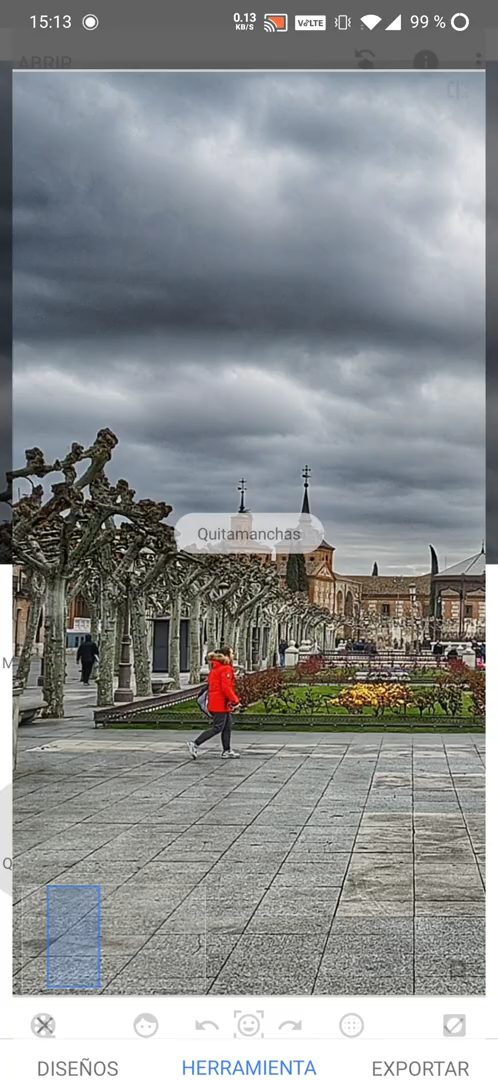 15:13
0.13
KB/S
VoLTE
99 %
ABRIR
Quitamanchas
M
Q
DISEÑOS
HERRAMIENTA
EXPORTAR